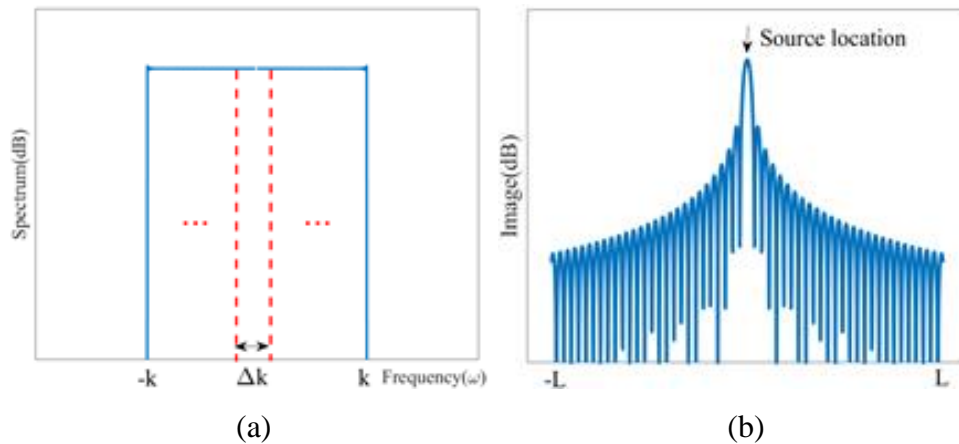 Spectrum(dB)
... ...
-k Δk k Frequency(ω)
(a)
Source location
Image(dB)
-L L
(b)